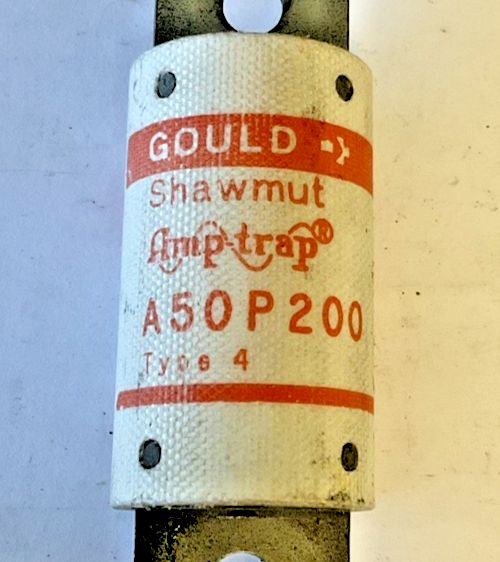 GOULD
Shawmut
Amp-trap®
A50P200
Type 4